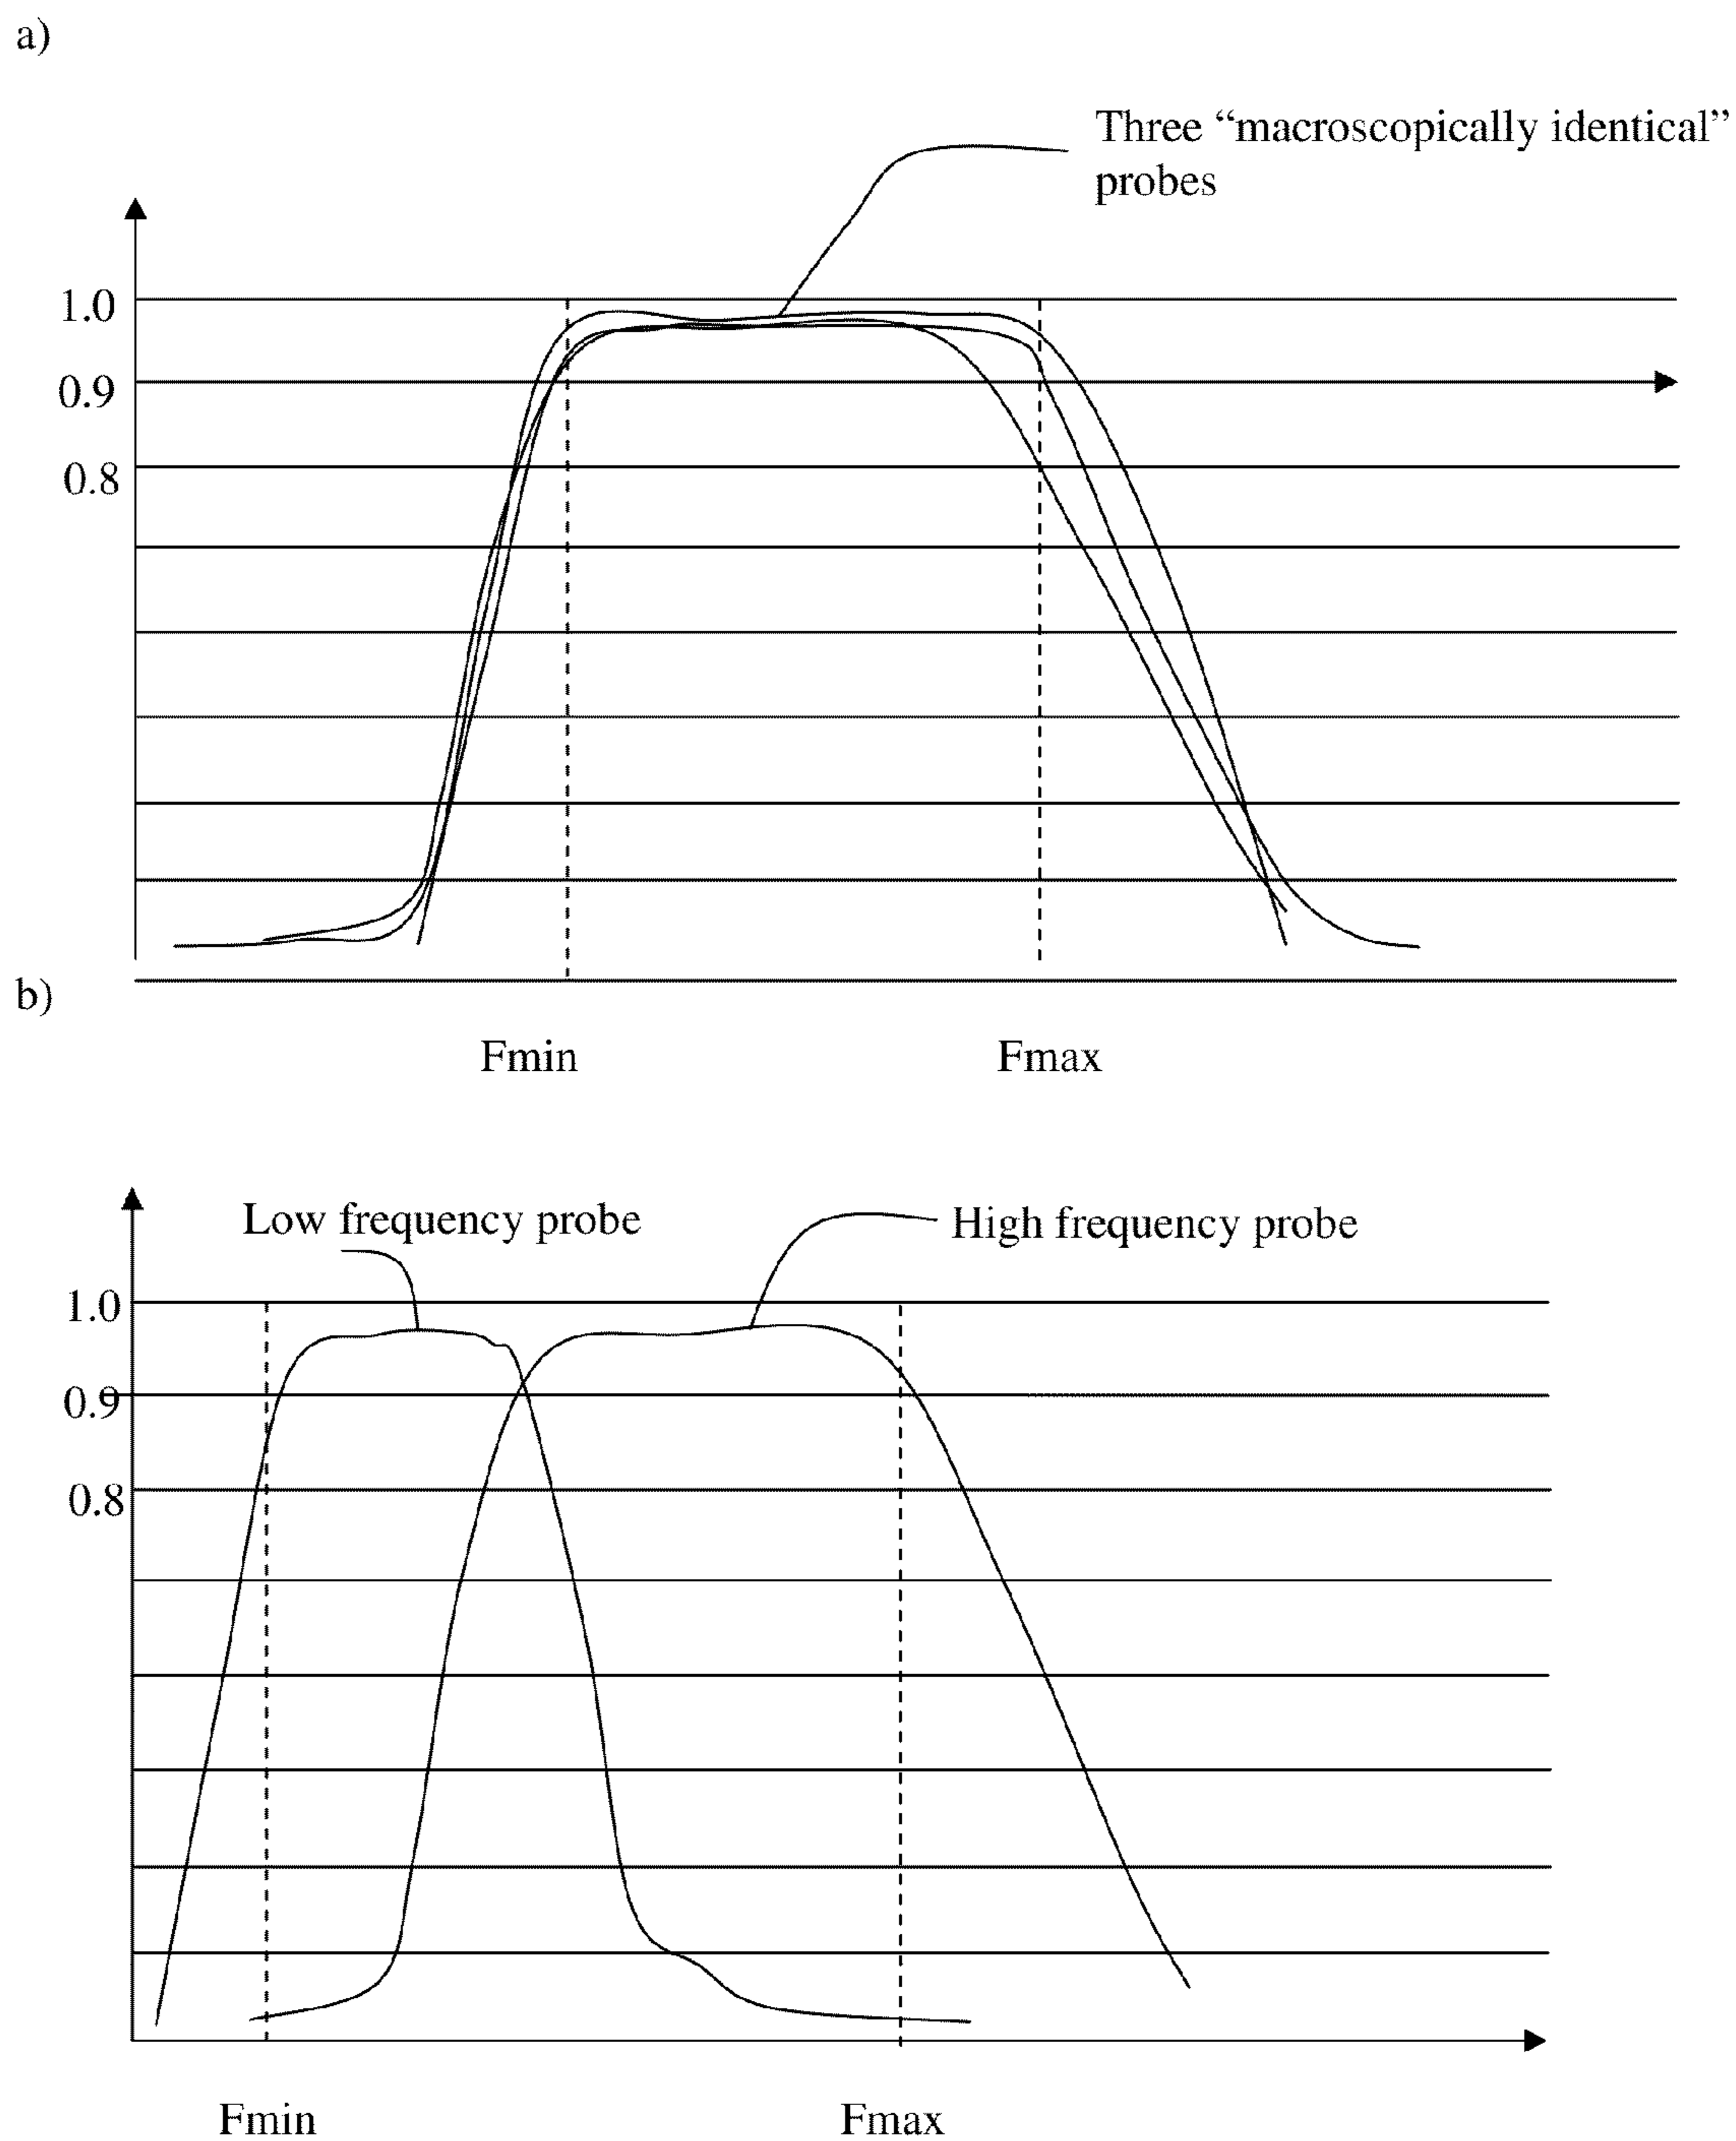 a)
Three “macroscopically identical”
probes
1.0
0.9
0.8
b)
Fmin Fmax
Low frequency probe High frequency probe
1.0
0.9
0.8
Fmin Fmax